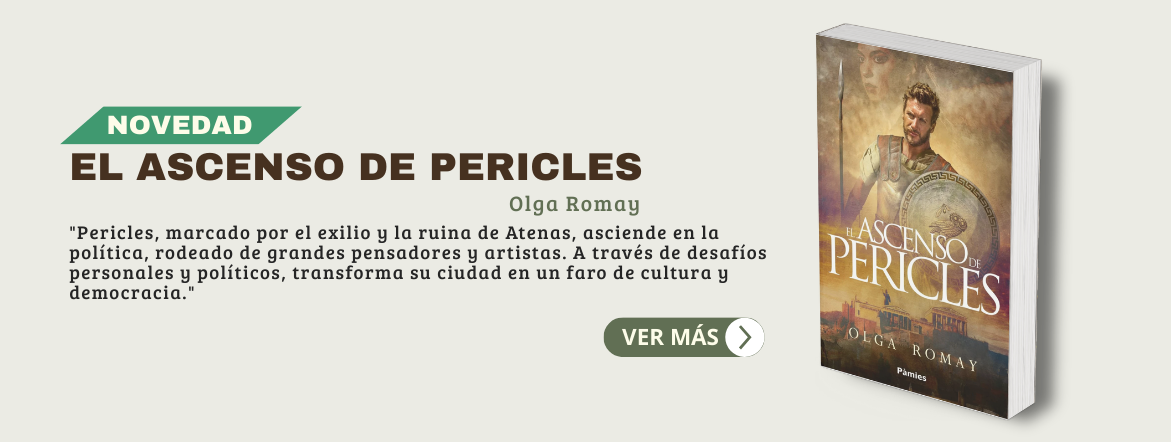 NOVEDAD
EL ASCENSO DE PERICLES
Olga Romay
"Pericles, marcado por el exilio y la ruina de Atenas, asciende en la
política, rodeado de grandes pensadores y artistas. A través de desafíos
personales y políticos, transforma su ciudad en un faro de cultura y
democracia."
VER MÁS
EL ASCENSO DE
PERICLES
OLGA ROMAY
Pàmies